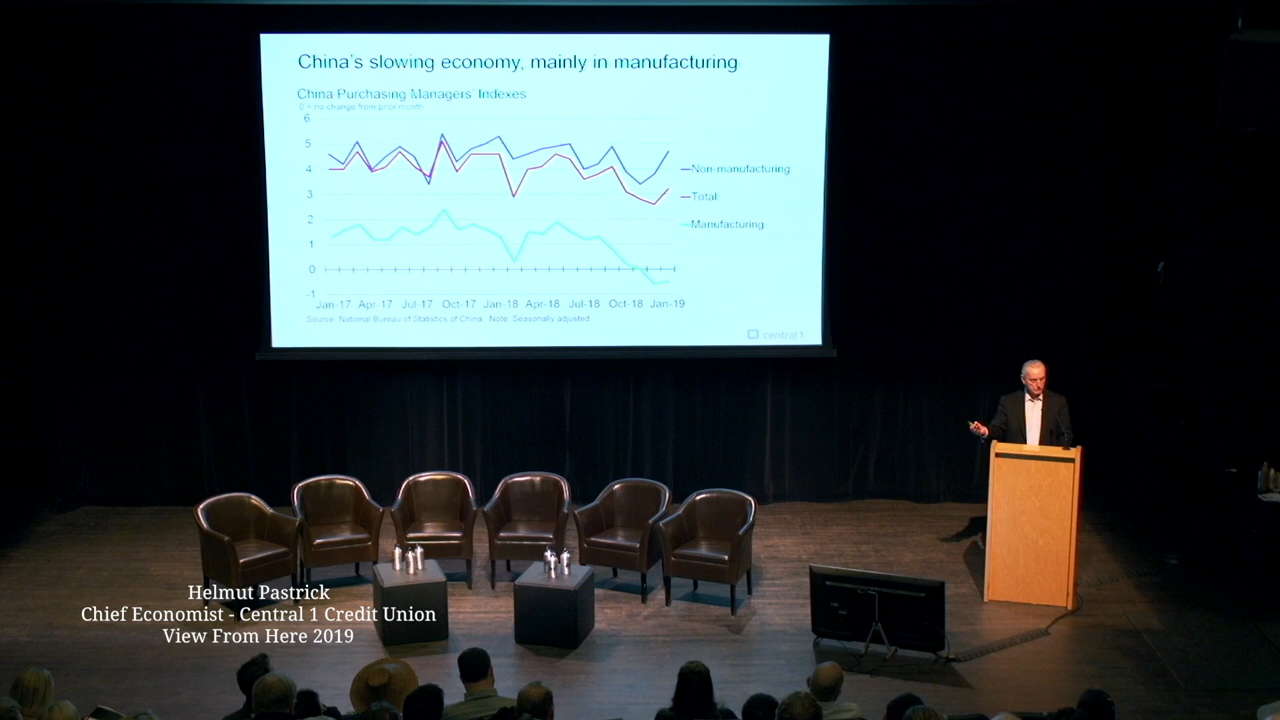 China's slowing economy, mainly in manufacturing
China Purchasing Managers' Indexes
0 = no change from prior month
6
5
4
3
2
1
0
-1
Non-manufacturing
Total
Manufacturing
Jan-17 Apr-17 Jul-17 Oct-17 Jan-18 Apr-18 Jul-18 Oct-18 Jan-19
Source: National Bureau of Statistics of China. Note: Seasonally adjusted.
central1
Helmut Pastrick
Chief Economist - Central 1 Credit Union
View From Here 2019